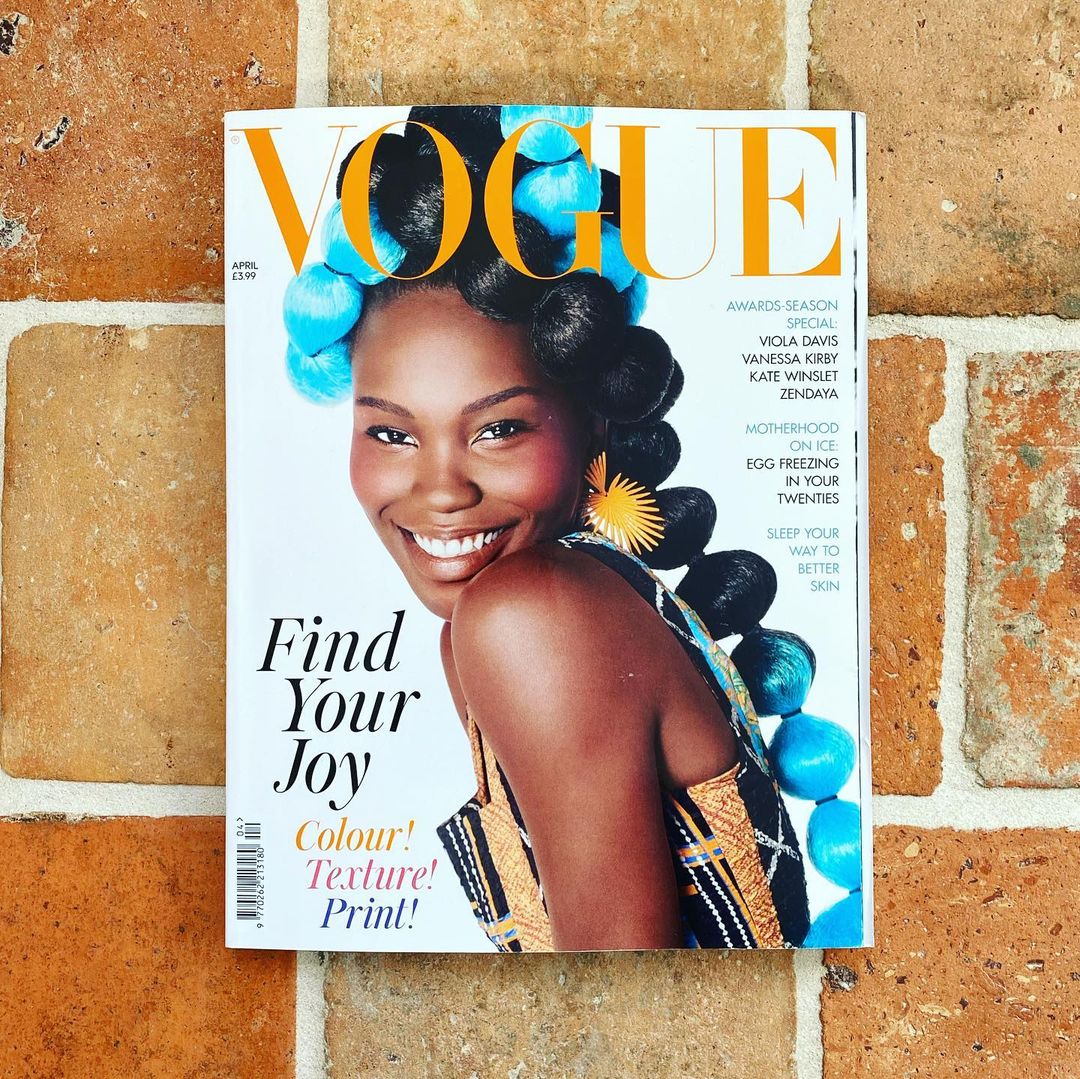 VOGUE
®
APRIL
£3.99
AWARDS-SEASON
SPECIAL:
VIOLA DAVIS
VANESSA KIRBY
KATE WINSLET
ZENDAYA
MOTHERHOOD
ON ICE:
EGG FREEZING
IN YOUR
TWENTIES
SLEEP YOUR
WAY TO
BETTER
SKIN
Find
Your
Joy
Colour!
Texture!
Print!
04>
9 770262 213180